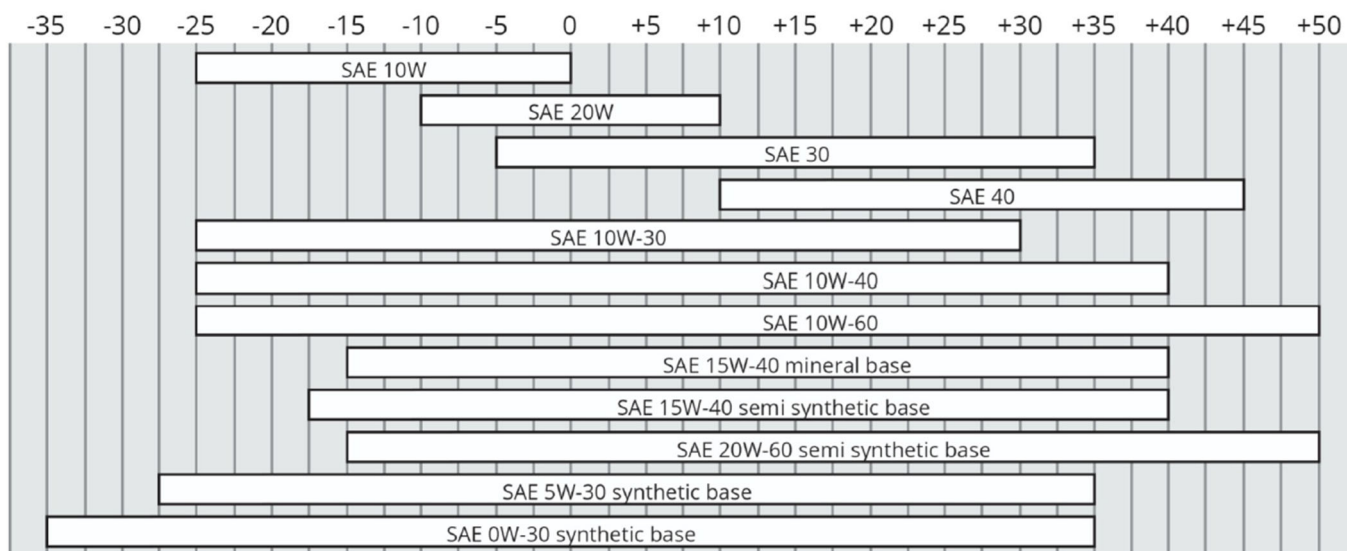 -35 -30 -25 -20 -15 -10 -5 0 +5 +10 +15 +20 +25 +30 +35 +40 +45 +50
SAE 10W
SAE 20W
SAE 30
SAE 40
SAE 10W-30
SAE 10W-40
SAE 10W-60
SAE 15W-40 mineral base
SAE 15W-40 semi synthetic base
SAE 20W-60 semi synthetic base
SAE 5W-30 synthetic base
SAE 0W-30 synthetic base